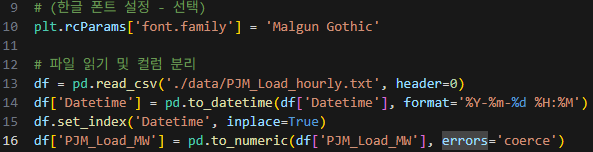 9 # (한글 폰트 설정 - 선택)
10 plt.rcParams['font.family'] = 'Malgun Gothic'
11
12 # 파일 읽기 및 컬럼 분리
13 df = pd.read_csv('./data/PJM_Load_hourly.txt', header=0)
14 df['Datetime'] = pd.to_datetime(df['Datetime'], format='%Y-%m-%d %H:%M')
15 df.set_index('Datetime', inplace=True)
16 df['PJM_Load_MW'] = pd.to_numeric(df['PJM_Load_MW'], errors='coerce')